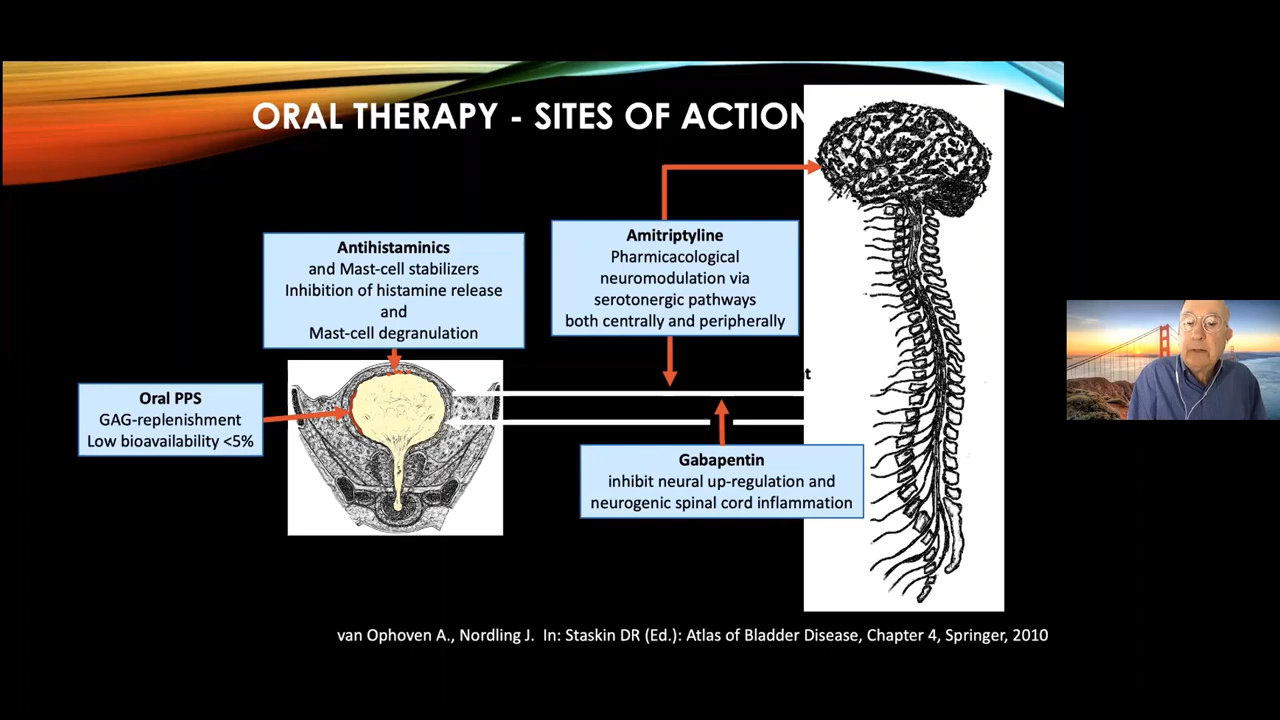 ORAL THERAPY - SITES OF ACTION
Antihistaminics
and Mast-cell stabilizers
Inhibition of histamine release
and
Mast-cell degranulation
Amitriptyline
Pharmicacological
neuromodulation via
serotonergic pathways
both centrally and peripherally
t
Oral PPS
GAG-replenishment
Low bioavailability <5%
Gabapentin
inhibit neural up-regulation and
neurogenic spinal cord inflammation
van Ophoven A., Nordling J. In: Staskin DR (Ed.): Atlas of Bladder Disease, Chapter 4, Springer, 2010